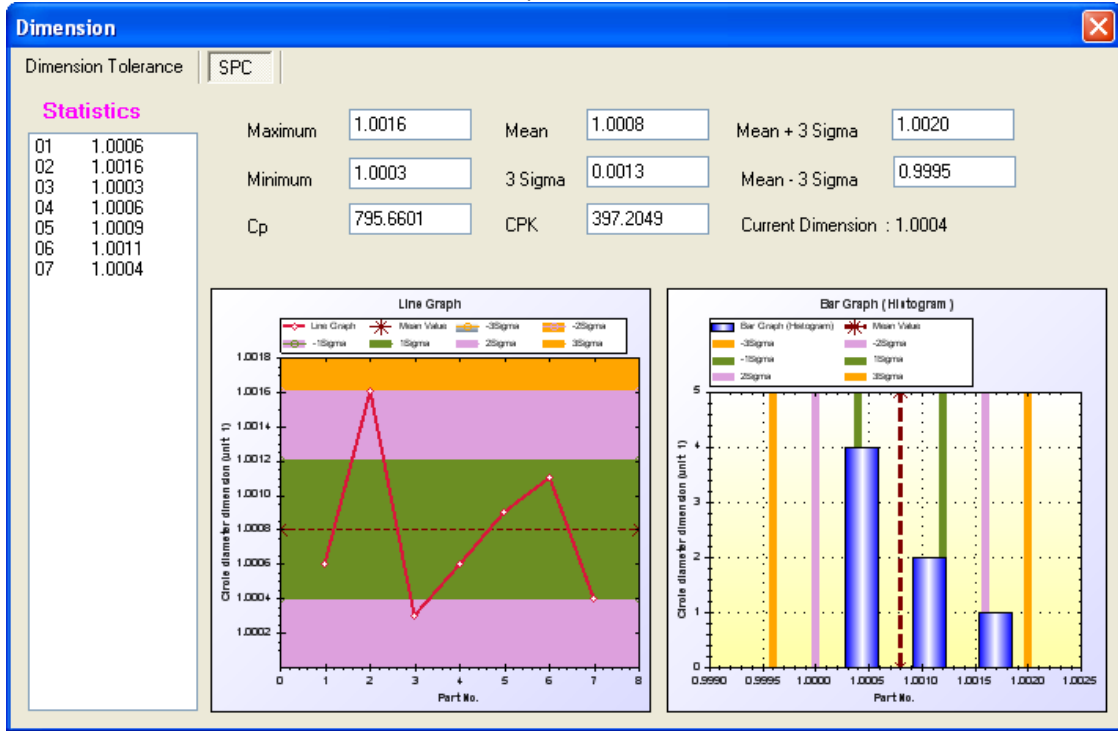 Dimension
Dimension Tolerance SPC
Statistics
01 1.0006
02 1.0016
03 1.0003
04 1.0006
05 1.0009
06 1.0011
07 1.0004
Maximum 1.0016 Mean 1.0008 Mean + 3 Sigma 1.0020
Minimum 1.0003 3 Sigma 0.0013 Mean - 3 Sigma 0.9995
Cp 795.6601 CPK 397.2049 Current Dimension : 1.0004
Line Graph
Line Graph Mean Value -3Sigma -2Sigma
-1Sigma 1Sigma 2Sigma 3Sigma
Circle diameter dimension (unit 1)
1.0018
1.0016
1.0014
1.0012
1.0010
1.0008
1.0006
1.0004
1.0002
0 1 2 3 4 5 6 7 8
Part No.
Bar Graph ( Histogram )
Bar Graph (Histogram) Mean Value
-3Sigma -2Sigma
-1Sigma 1Sigma
2Sigma 3Sigma
Circle diameter dimension (unit 1)
5
4
3
2
1
0
0.9990 0.9995 1.0000 1.0005 1.0010 1.0015 1.0020 1.0025
Part No.